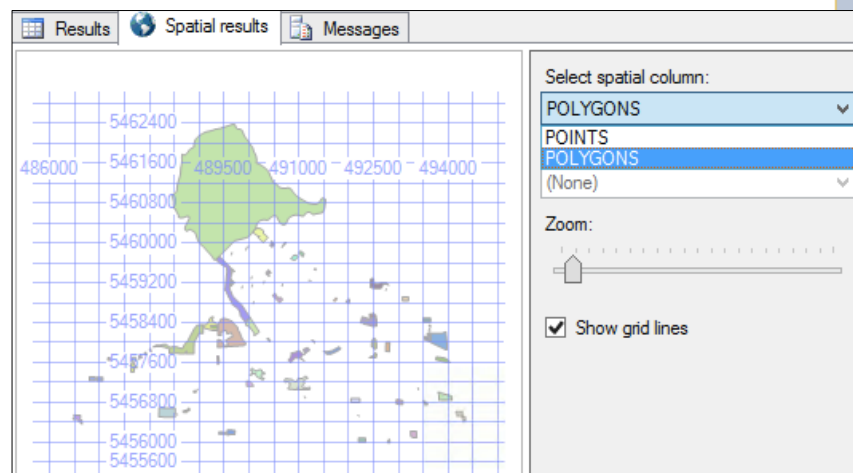 Results Spatial results Messages
Select spatial column:
POLYGONS
POINTS
POLYGONS
(None)
Zoom:
Show grid lines
5462400
5461600
486000 489500 491000 492500 494000
5460800
5460000
5459200
5458400
5457600
5456800
5456000
5455600